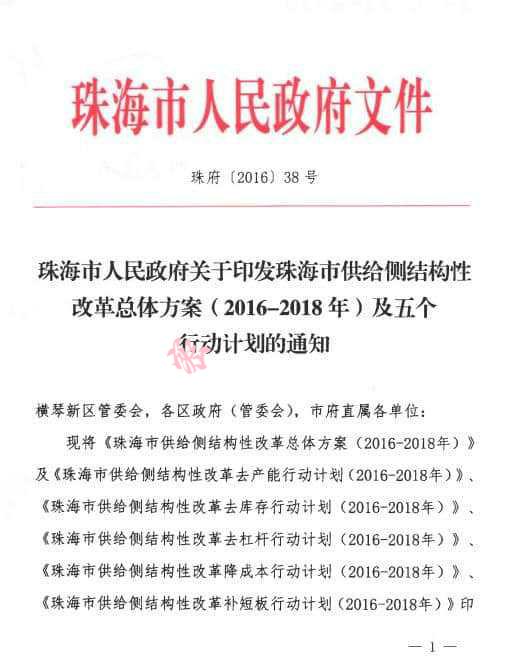 珠海市人民政府文件
珠府〔2016〕38 号
珠海市人民政府关于印发珠海市供给侧结构性
改革总体方案（2016-2018 年）及五个
行动计划的通知
横琴新区管委会，各区政府（管委会），市府直属各单位：
现将《珠海市供给侧结构性改革总体方案（2016-2018年）》
及《珠海市供给侧结构性改革去产能行动计划（2016-2018年）》、
《珠海市供给侧结构性改革去库存行动计划（2016-2018年）》、
《珠海市供给侧结构性改革去杠杆行动计划（2016-2018年）》、
《珠海市供给侧结构性改革降成本行动计划（2016-2018年）》、
《珠海市供给侧结构性改革补短板行动计划（2016-2018年）》印
— 1 —